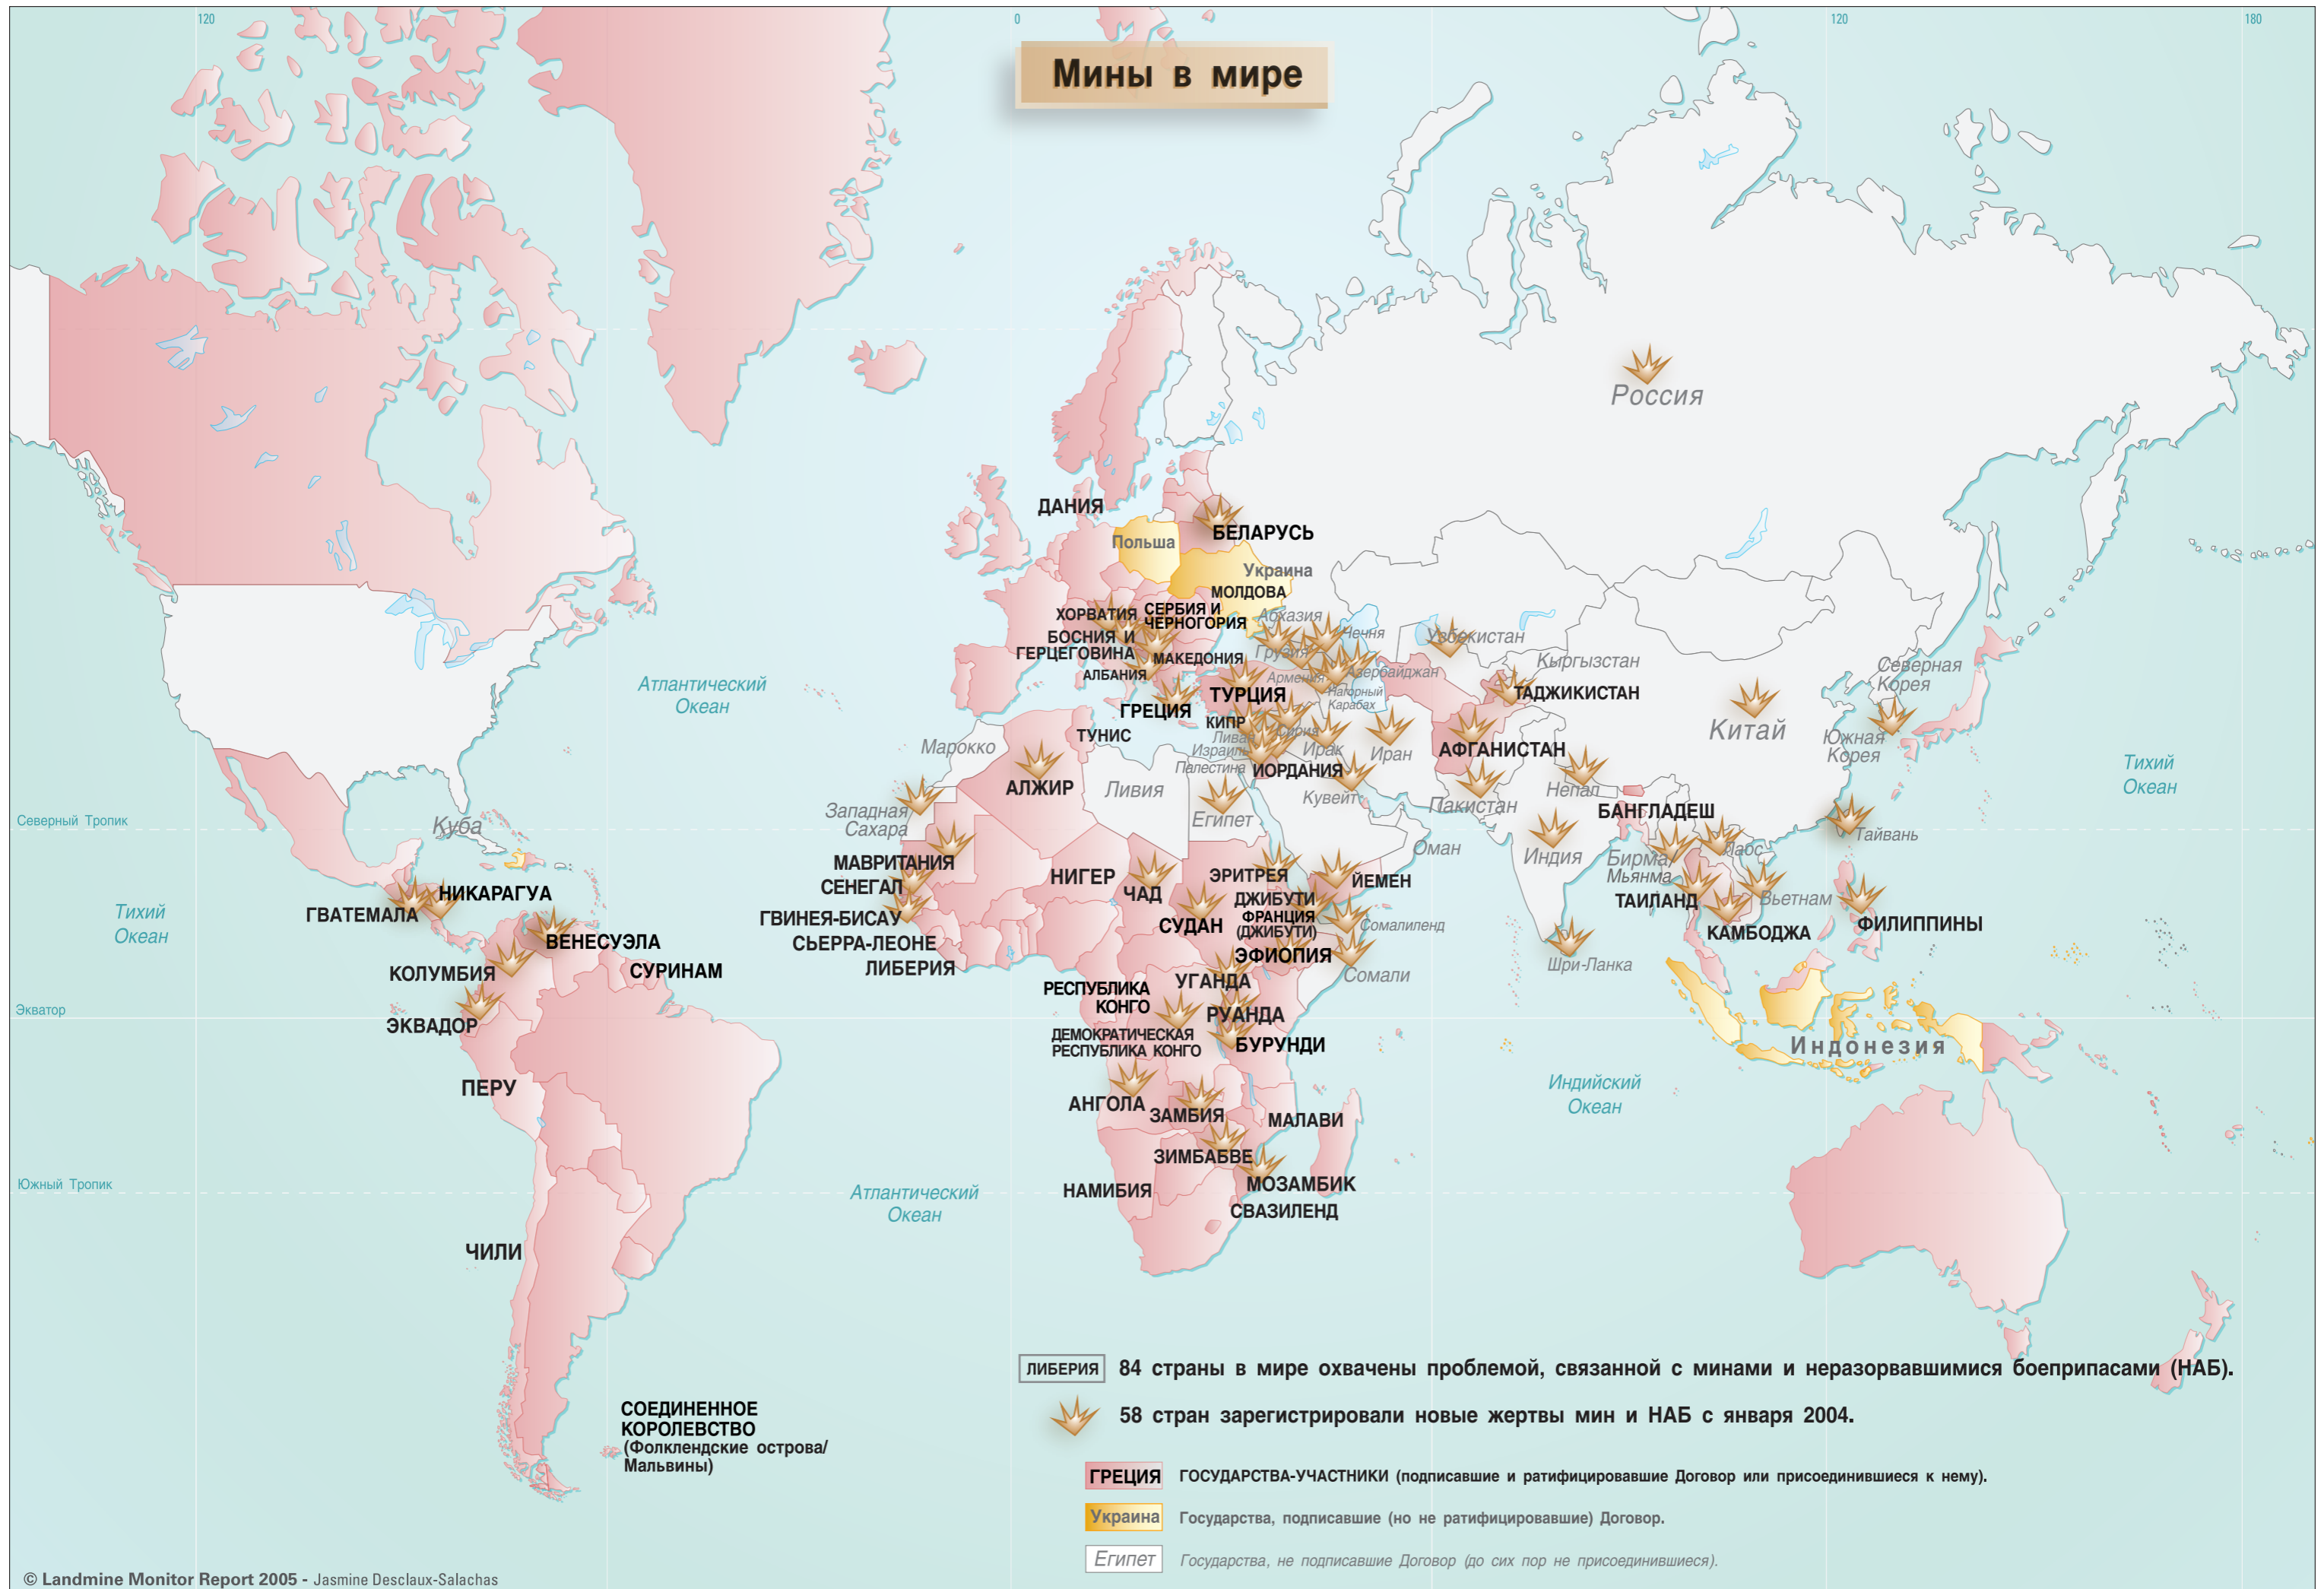 120
0
120
180
Мины в мире
Россия
ДАНИЯ
БЕЛАРУСЬ
Польша
Украина
МОЛДОВА
ХОРВАТИЯ
СЕРБИЯ И
ЧЕРНОГОРИЯ
Абхазия
Чечня
Узбекистан
БОСНИЯ И
ГЕРЦЕГОВИНА
МАКЕДОНИЯ
Грузия
Кыргызстан
АЛБАНИЯ
Армения
Азербайджан
Северная
Корея
Атлантический
Океан
ТУРЦИЯ
Нагорный
Карабах
ТАДЖИКИСТАН
ГРЕЦИЯ
КИПР
Китай
ТУНИС
Ливан
Сирия
Марокко
Израиль
Ирак
Иран
АФГАНИСТАН
Южная
Корея
Палестина
ИОРДАНИЯ
Тихий
Океан
АЛЖИР
Ливия
Кувейт
Непал
Пакистан
Западная
Сахара
Египет
БАНГЛАДЕШ
Северный Тропик
Куба
Тайвань
Оман
Индия
Бирма/
Мьянма
Лаос
МАВРИТАНИЯ
НИГЕР
ЧАД
ЭРИТРЕЯ
ЙЕМЕН
СЕНЕГАЛ
НИКАРАГУА
ДЖИБУТИ
ТАИЛАНД
Вьетнам
ГВАТЕМАЛА
ГВИНЕЯ-БИСАУ
СУДАН
ФРАНЦИЯ
(ДЖИБУТИ)
Сомалиленд
ФИЛИППИНЫ
Тихий
Океан
КАМБОДЖА
ВЕНЕСУЭЛА
СЬЕРРА-ЛЕОНЕ
ЭФИОПИЯ
КОЛУМБИЯ
СУРИНАМ
ЛИБЕРИЯ
Шри-Ланка
УГАНДА
Сомали
РЕСПУБЛИКА
КОНГО
Экватор
ЭКВАДОР
РУАНДА
ДЕМОКРАТИЧЕСКАЯ
РЕСПУБЛИКА КОНГО
БУРУНДИ
Индонезия
ПЕРУ
Индийский
Океан
АНГОЛА
ЗАМБИЯ
МАЛАВИ
ЗИМБАБВЕ
Южный Тропик
МОЗАМБИК
Атлантический
Океан
НАМИБИЯ
СВАЗИЛЕНД
ЧИЛИ
СОЕДИНЕННОЕ
КОРОЛЕВСТВО
(Фолклендские острова/
Мальвины)
ЛИБЕРИЯ 84 страны в мире охвачены проблемой, связанной с минами и неразорвавшимися боеприпасами (НАБ).
58 стран зарегистрировали новые жертвы мин и НАБ с января 2004.
ГРЕЦИЯ ГОСУДАРСТВА-УЧАСТНИКИ (подписавшие и ратифицировавшие Договор или присоединившиеся к нему).
Украина Государства, подписавшие (но не ратифицировавшие) Договор.
Египет Государства, не подписавшие Договор (до сих пор не присоединившиеся).
© Landmine Monitor Report 2005 - Jasmine Desclaux-Salachas